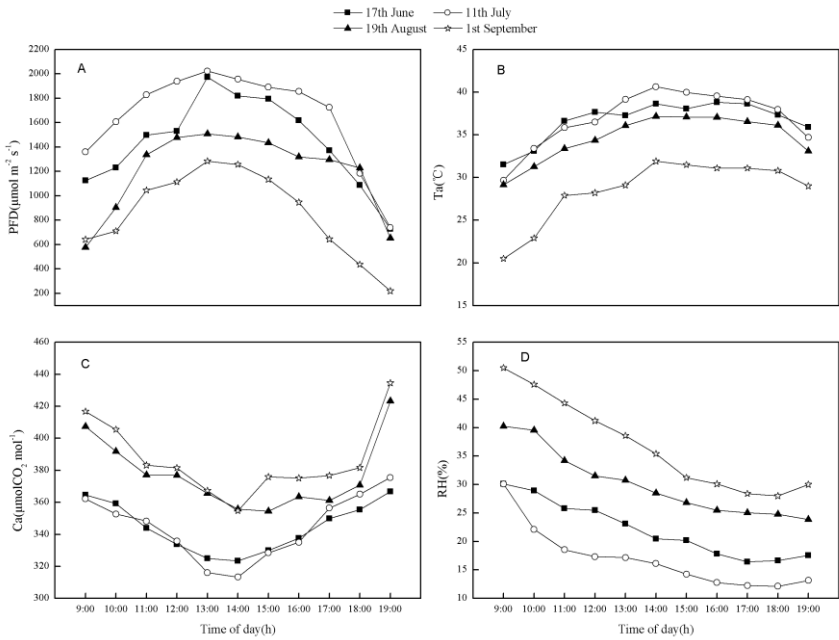 17th June 11th July
19th August 1st September
A
PFD(μmol m⁻² s⁻¹)
2200
2000
1800
1600
1400
1200
1000
800
600
400
200
B
Ta(℃)
45
40
35
30
25
20
15
C
Ca(μmolCO₂ mol⁻¹)
460
440
420
400
380
360
340
320
300
9:00 10:00 11:00 12:00 13:00 14:00 15:00 16:00 17:00 18:00 19:00
Time of day(h)
D
RH(%)
55
50
45
40
35
30
25
20
15
10
9:00 10:00 11:00 12:00 13:00 14:00 15:00 16:00 17:00 18:00 19:00
Time of day(h)